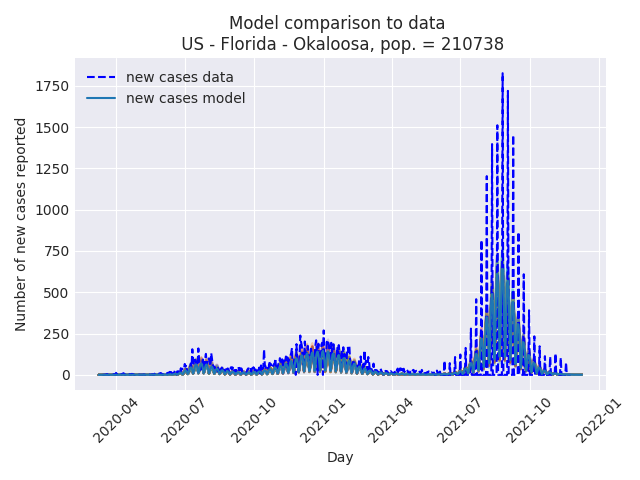 Model comparison to data
US - Florida - Okaloosa, pop. = 210738
new cases data
new cases model
Number of new cases reported
1750
1500
1250
1000
750
500
250
0
2020-04
2020-07
2020-10
2021-01
2021-04
2021-07
2021-10
2022-01
Day